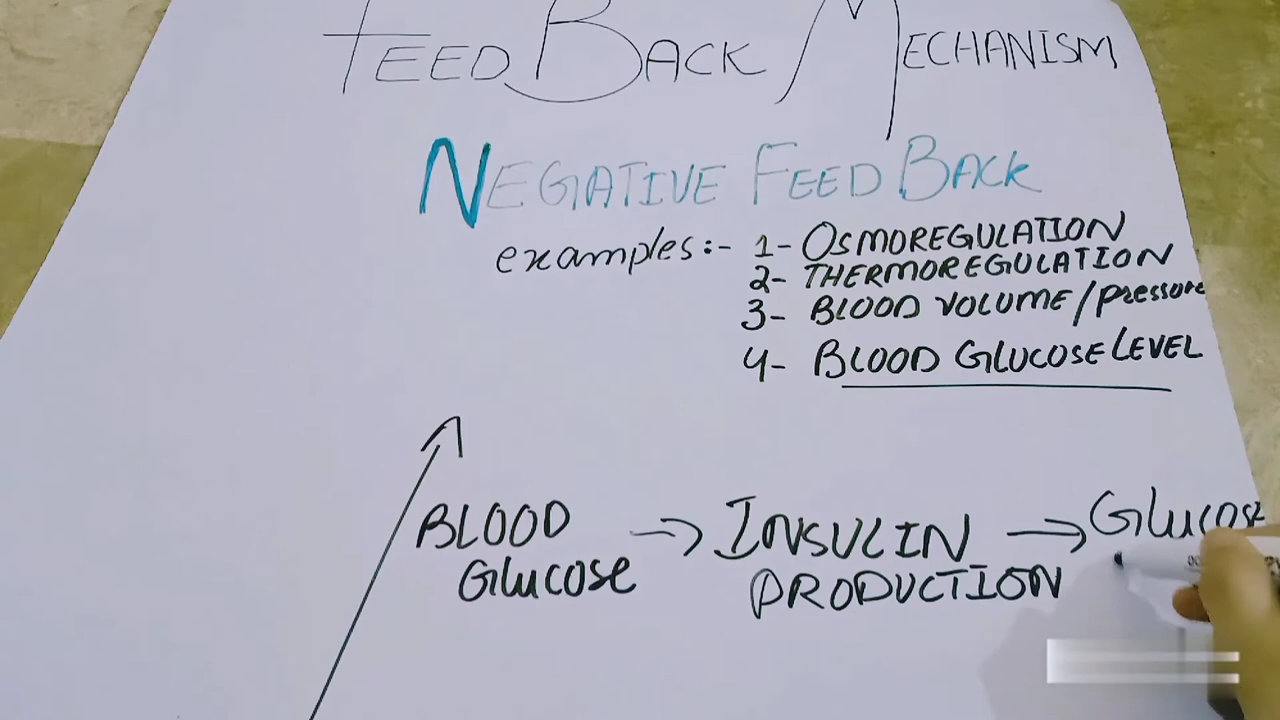 FEED BACK MECHANISM
NEGATIVE FEED BACK
examples:- 1- OSMOREGULATION
2- THERMOREGULATION
3- BLOOD VOLUME/pressure
4- BLOOD GLUCOSE LEVEL
BLOOD GLUCOSE → INSULIN PRODUCTION → GLUCOSE